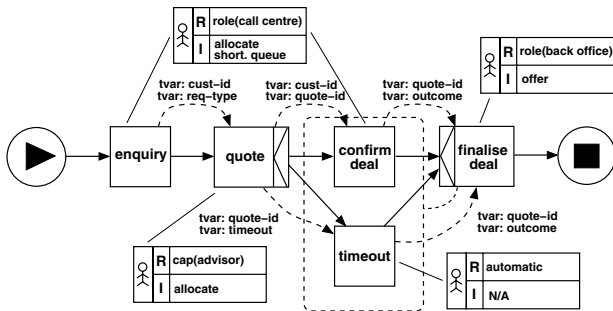 R role(call centre)
I allocate
short. queue
R role(back office)
I offer
tvar: cust-id
tvar: req-type
tvar: cust-id
tvar: quote-id
tvar: quote-id
tvar: outcome
enquiry
quote
confirm
deal
finalise
deal
tvar: quote-id
tvar: timeout
tvar: quote-id
tvar: outcome
timeout
R cap(advisor)
I allocate
R automatic
I N/A